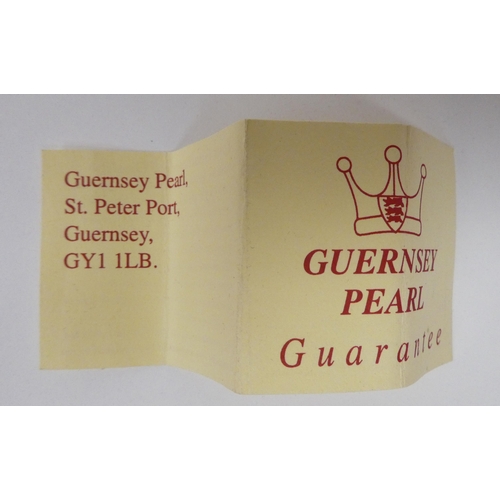 Guernsey Pearl,
St. Peter Port,
Guernsey,
GY1 1LB.
GUERNSEY
PEARL
Guarantee